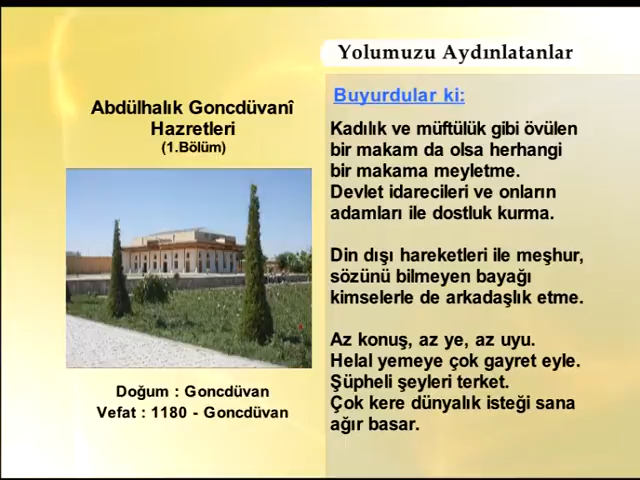 Yolumuzu Aydınlatanlar
Abdülhalık Goncdüvanî
Hazretleri
(1.Bölüm)
Doğum : Goncdüvan
Vefat : 1180 - Goncdüvan
Buyurdular ki:
Kadılık ve müftülük gibi övülen
bir makam da olsa herhangi
bir makama meyletme.
Devlet idarecileri ve onların
adamları ile dostluk kurma.
Din dışı hareketleri ile meşhur,
sözünü bilmeyen bayağı
kimselerle de arkadaşlık etme.
Az konuş, az ye, az uyu.
Helal yemeye çok gayret eyle.
Şüpheli şeyleri terket.
Çok kere dünyalık isteği sana
ağır basar.